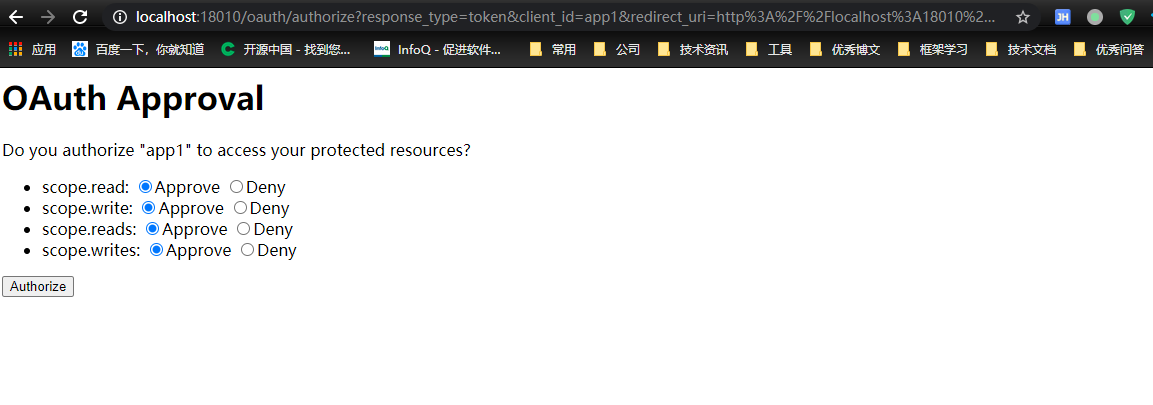 localhost:18010/oauth/authorize?response_type=token&client_id=app1&redirect_uri=http%3A%2F%2Flocalhost%3A18010%2...
JH
应用 百度一下，你就知道 开源中国 - 找到您... InfoQ InfoQ - 促进软件... 常用 公司 技术资讯 工具 优秀博文 框架学习 技术文档 优秀问答
OAuth Approval
Do you authorize "app1" to access your protected resources?
scope.read: Approve Deny
scope.write: Approve Deny
scope.reads: Approve Deny
scope.writes: Approve Deny
Authorize